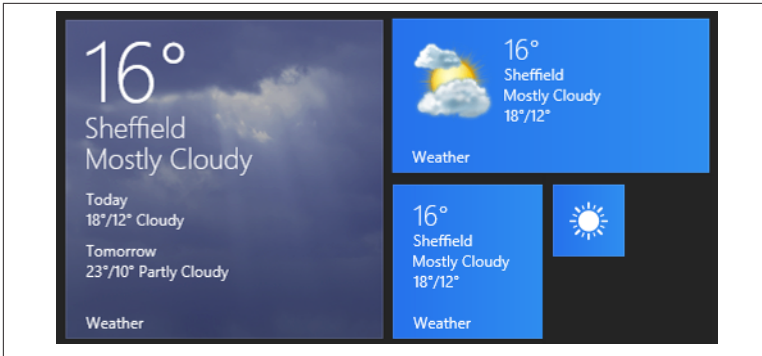 16°
Sheffield
Mostly Cloudy
Today
18°/12° Cloudy
Tomorrow
23°/10° Partly Cloudy
Weather
16°
Sheffield
Mostly Cloudy
18°/12°
Weather
16°
Sheffield
Mostly Cloudy
18°/12°
Weather